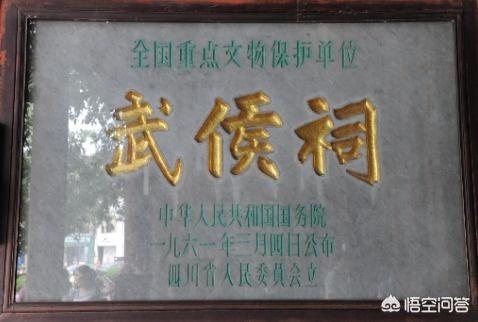 全国重点文物保护单位
武侯祠
中华人民共和国国务院
一九六一年三月四日公布
四川省人民委員会立
悟空问答